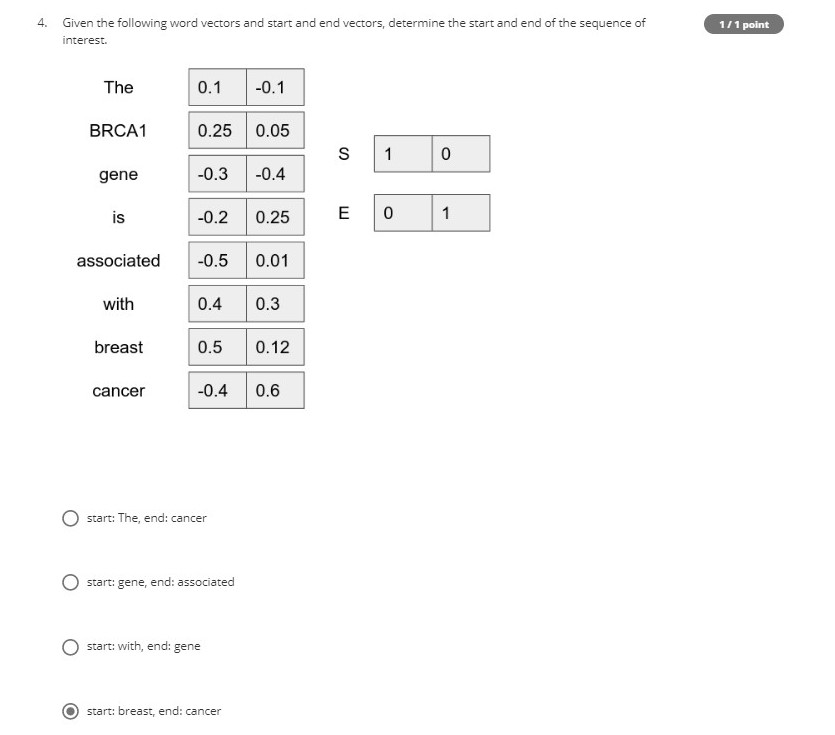 4. Given the following word vectors and start and end vectors, determine the start and end of the sequence of
interest.
1 / 1 point
The 0.1 -0.1
BRCA1 0.25 0.05
S 1 0
gene -0.3 -0.4
is -0.2 0.25
E 0 1
associated -0.5 0.01
with 0.4 0.3
breast 0.5 0.12
cancer -0.4 0.6
start: The, end: cancer
start: gene, end: associated
start: with, end: gene
start: breast, end: cancer